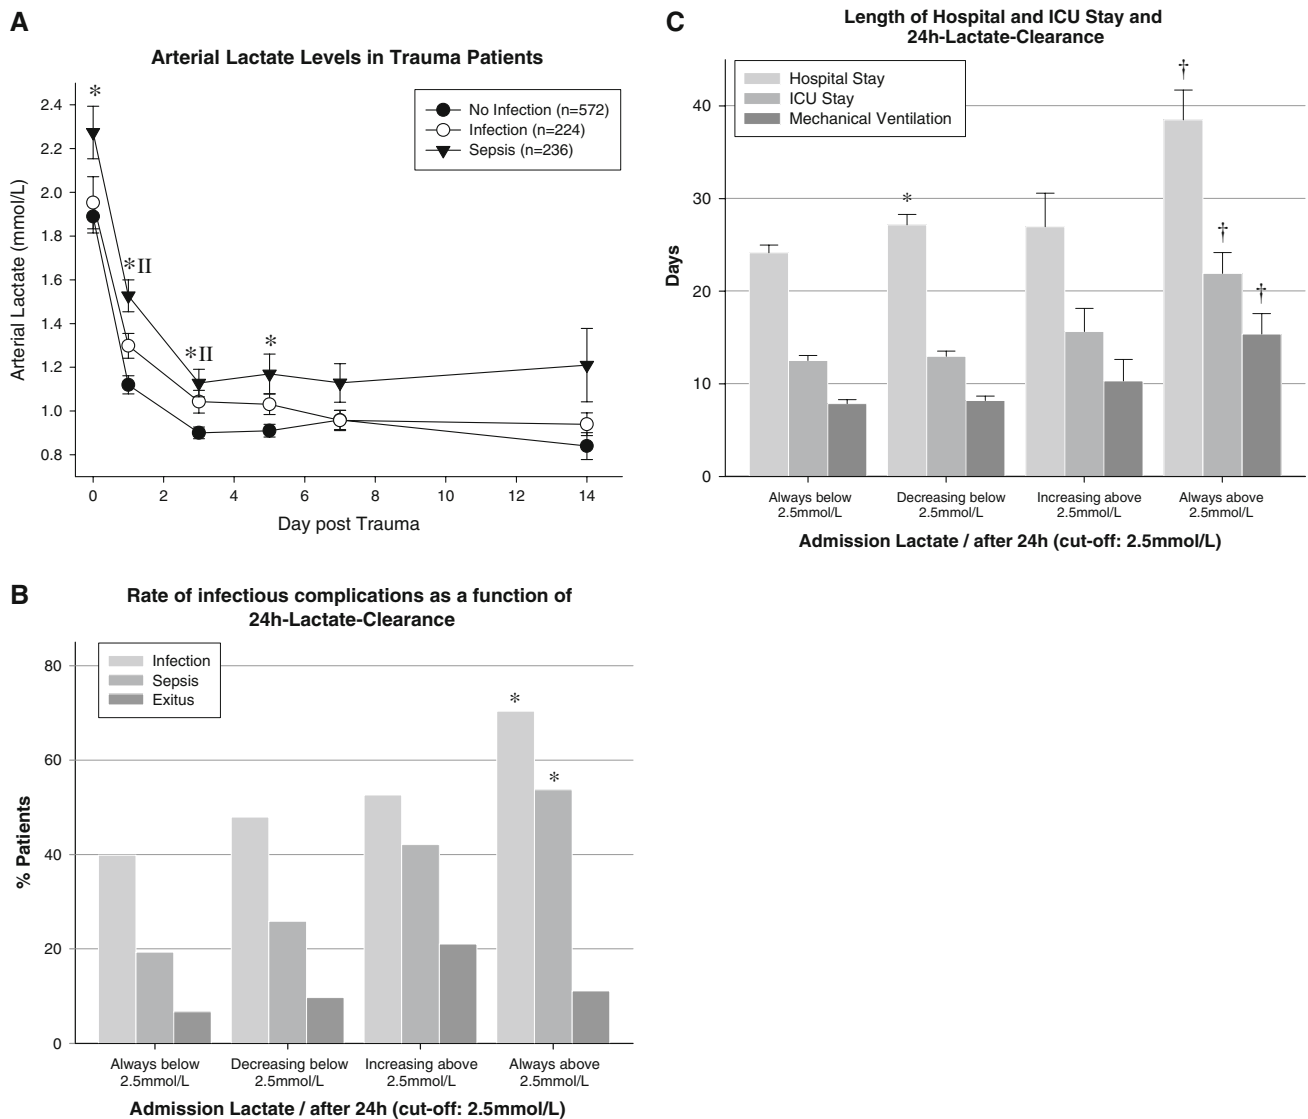 A
Arterial Lactate Levels in Trauma Patients
No Infection (n=572)
Infection (n=224)
Sepsis (n=236)
Arterial Lactate (mmol/L)
2.4
2.2
2.0
1.8
1.6
1.4
1.2
1.0
0.8
*
*II
*II
*
0 2 4 6 8 10 12 14
Day post Trauma
B
Rate of infectious complications as a function of
24h-Lactate-Clearance
Infection
Sepsis
Exitus
% Patients
80
60
40
20
0
*
*
Always below
2.5mmol/L
Decreasing below
2.5mmol/L
Increasing above
2.5mmol/L
Always above
2.5mmol/L
Admission Lactate / after 24h (cut-off: 2.5mmol/L)
C
Length of Hospital and ICU Stay and
24h-Lactate-Clearance
Hospital Stay
ICU Stay
Mechanical Ventilation
Days
40
30
20
10
0
*
†
†
†
Always below
2.5mmol/L
Decreasing below
2.5mmol/L
Increasing above
2.5mmol/L
Always above
2.5mmol/L
Admission Lactate / after 24h (cut-off: 2.5mmol/L)